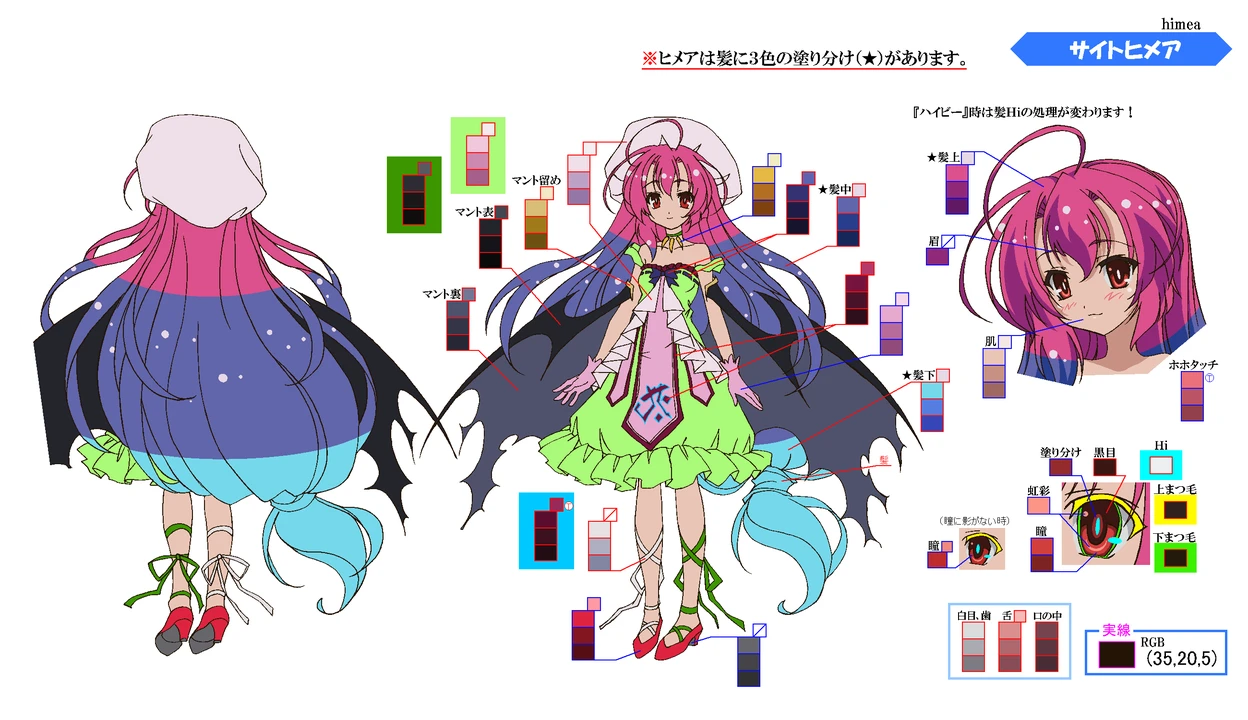 himea
サイトヒメア
※ヒメアは髪に3色の塗り分け(★)があります。
『ハイビー』時は髪Hiの処理が変わります！
★髪上
マント留め
★髪中
マント表
眉
マント裏
肌
ホホタッチ
Ⓣ
★髪下
髪
Hi
塗り分け
黒目
虹彩
上まつ毛
Ⓣ
(瞳に影がない時)
瞳
瞳
下まつ毛
白目、歯
舌
口の中
実線
RGB
(35,20,5)